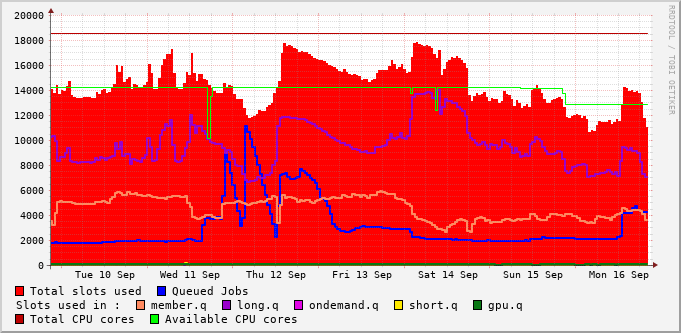 RRDTOOL / TOBI OETIKER
20000
18000
16000
14000
12000
10000
8000
6000
4000
2000
0
Tue 10 Sep Wed 11 Sep Thu 12 Sep Fri 13 Sep Sat 14 Sep Sun 15 Sep Mon 16 Sep
Total slots used Queued Jobs
Slots used in : member.q long.q ondemand.q short.q gpu.q
Total CPU cores Available CPU cores